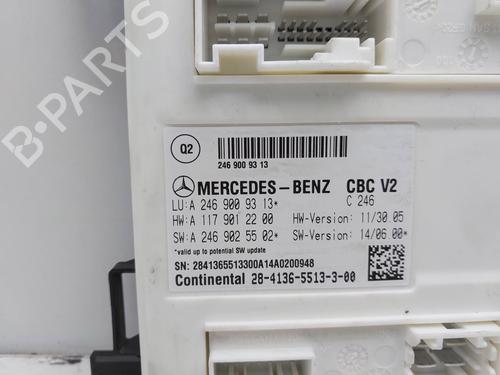 B-PARTS
Q2
246 900 93 13
MERCEDES-BENZ CBC V2
LU:A 246 900 93 13* C 246
HW:A 117 901 22 00 HW-Version: 11/30.05
SW:A 246 902 55 02* SW-Version: 14/06.00*
*valid up to potential SW update
SN: 2841365513300A14A0200948
Continental 28-4136-5513-3-00